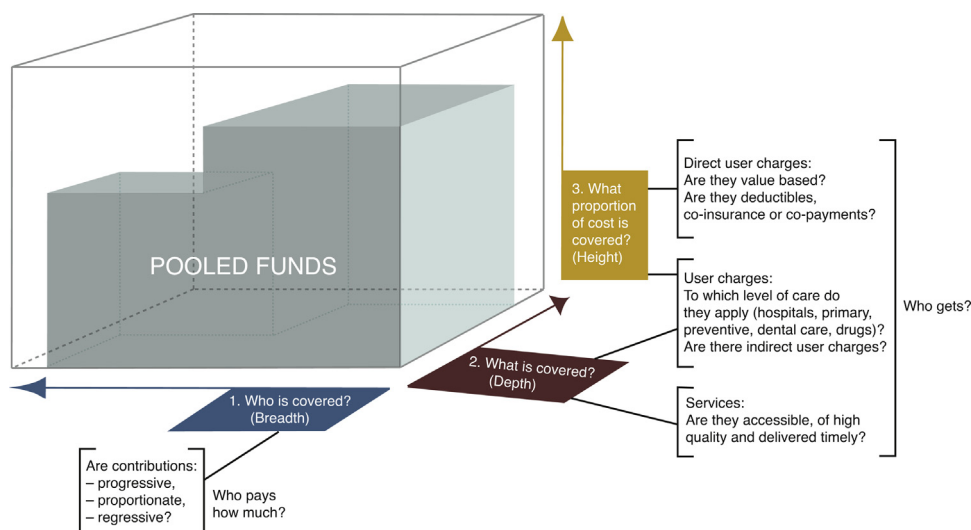 POOLED FUNDS
3. What
proportion
of cost is
covered?
(Height)
Direct user charges:
Are they value based?
Are they deductibles,
co-insurance or co-payments?
User charges:
To which level of care do
they apply (hospitals, primary,
preventive, dental care, drugs)?
Are there indirect user charges?
Who gets?
2. What is covered?
(Depth)
Services:
Are they accessible, of high
quality and delivered timely?
1. Who is covered?
(Breadth)
Are contributions:
– progressive,
– proportionate,
– regressive?
Who pays
how much?